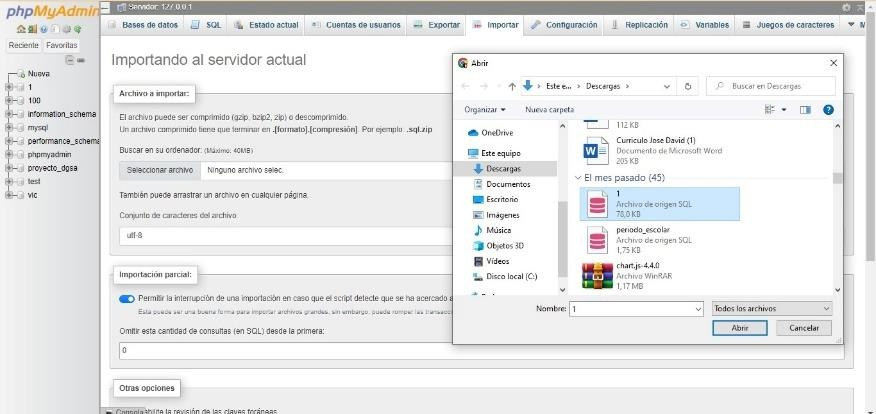 phpMyAdmin
Reciente Favoritas
Nueva
1
100
information_schema
mysql
performance_schema
phpmyadmin
proyecto_dgsa
test
vic
Servidor: 127.0.0.1
Bases de datos SQL Estado actual Cuentas de usuarios Exportar Importar Configuración Replicación Variables Juegos de caracteres M
Importando al servidor actual
Archivo a importar:
El archivo puede ser comprimido (gzip, bzip2, zip) o descomprimido.
Un archivo comprimido tiene que terminar en .[formato].[compresión]. Por ejemplo: .sql.zip
Buscar en su ordenador: (Máximo: 40MB)
Seleccionar archivo Ninguno archivo selec.
También puede arrastrar un archivo en cualquier página.
Conjunto de caracteres del archivo
utf-8
Importación parcial:
Permitir la interrupción de una importación en caso que el script detecte que se ha acercado a
Esta puede ser una buena forma para importar archivos grandes, sin embargo, puede romper las transacc
Omitir esta cantidad de consultas (en SQL) desde la primera:
0
Otras opciones
Consola
bilite la revisión de las claves foráneas
Abrir
Este e... Descargas
Buscar en Descargas
Organizar Nueva carpeta
OneDrive
Este equipo
Descargas
Documentos
Escritorio
Imágenes
Música
Objetos 3D
Vídeos
Disco local (C:)
112 KB
Curriculo Jose David (1)
Documento de Microsoft Word
205 KB
El mes pasado (45)
1
Archivo de origen SQL
78,0 KB
periodo_escolar
Archivo de origen SQL
1,75 KB
chart.js-4.4.0
Archivo WinRAR
1,17 MB
Nombre: 1 Todos los archivos
Abrir Cancelar